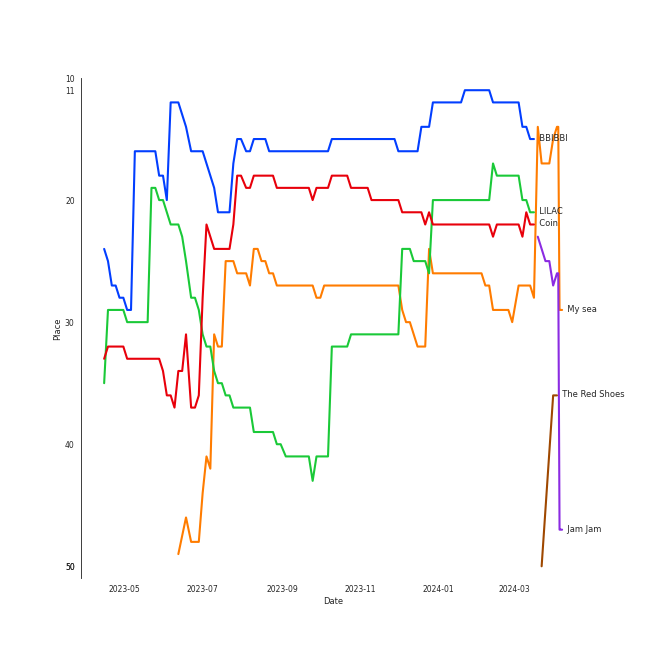 10
11
20
30
40
50
Place
BBIBBI
LILAC
Coin
My sea
The Red Shoes
Jam Jam
2023-05 2023-07 2023-09 2023-11 2024-01 2024-03
Date